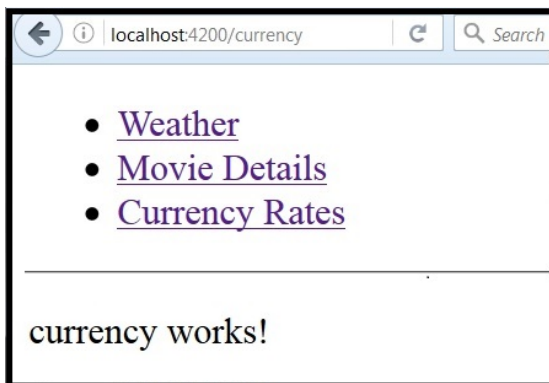 localhost:4200/currency
Search
Weather
Movie Details
Currency Rates
currency works!